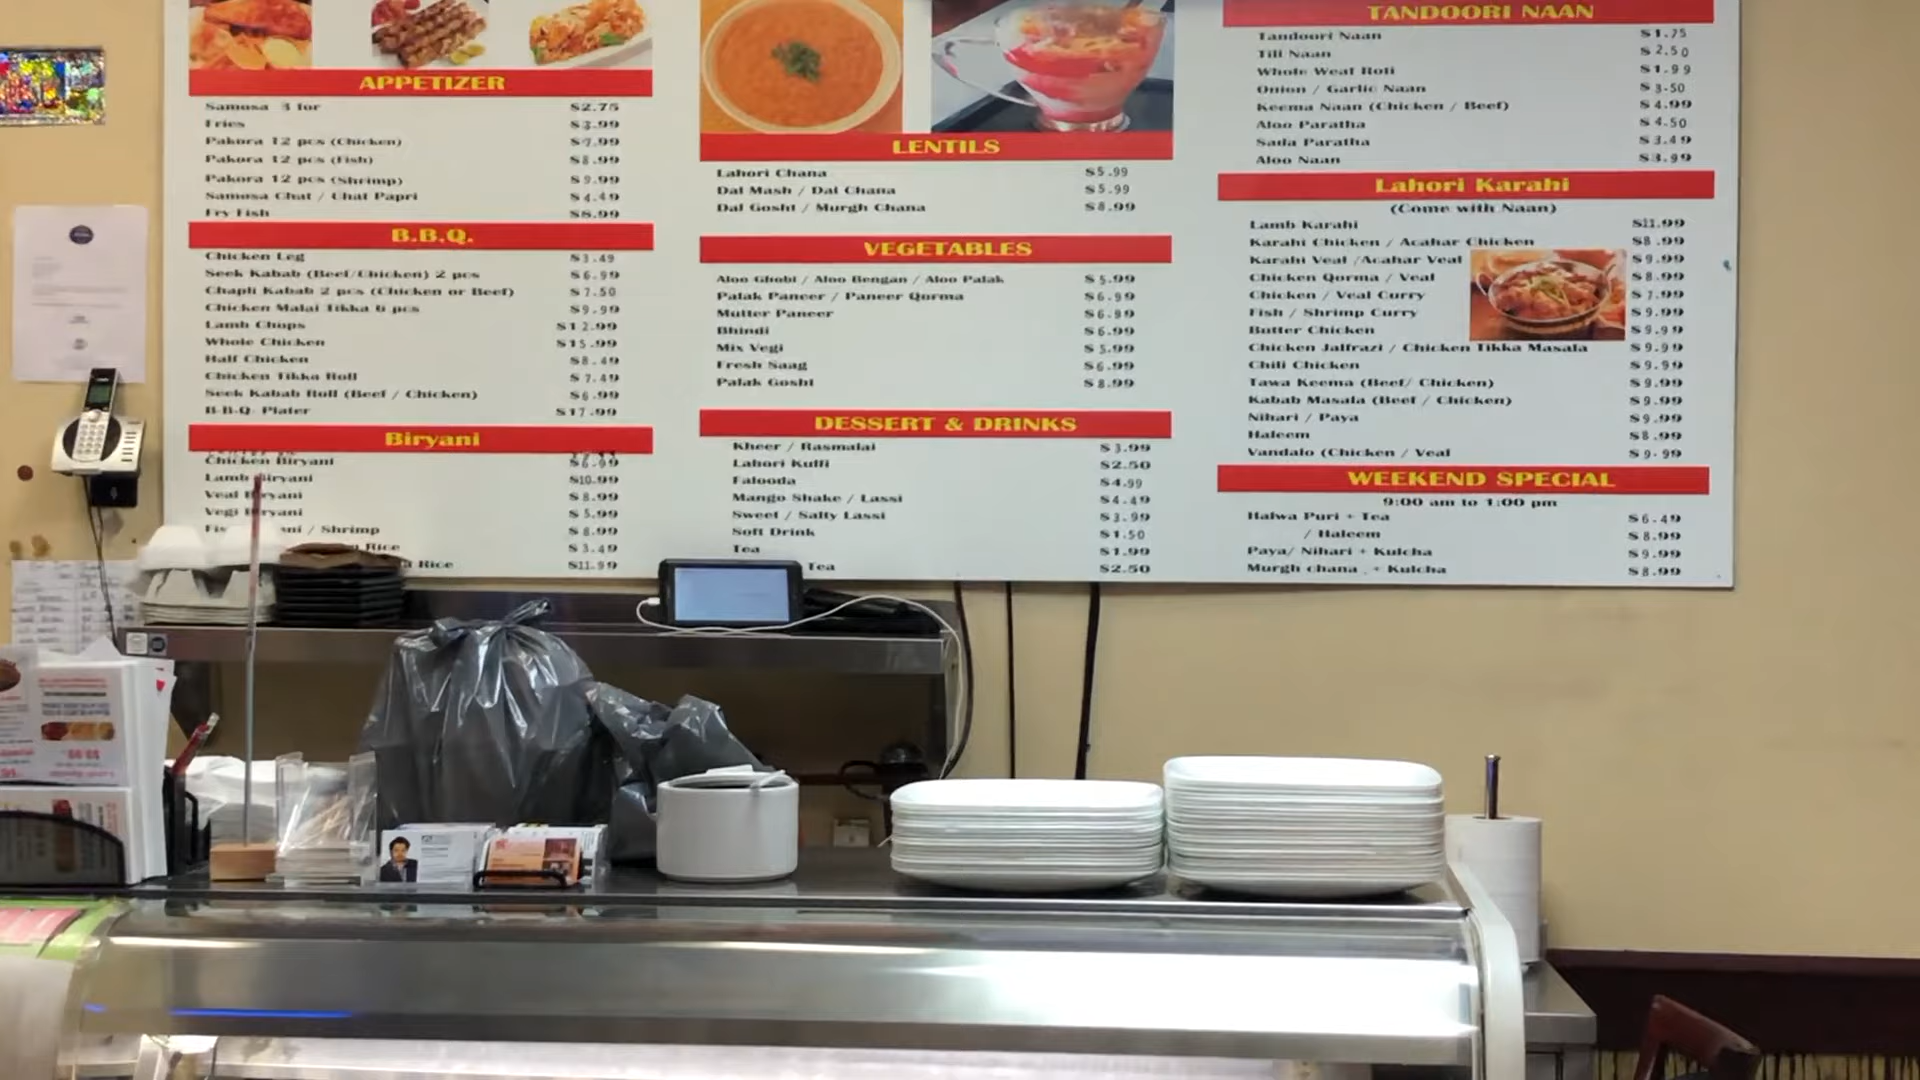 APPETIZER
Samosa 3 for $2.75
Fries $3.99
Pakora 12 pcs (Chicken) $7.99
Pakora 12 pcs (Fish) $8.99
Pakora 12 pcs (Shrimp) $9.99
Samosa Chat / Chat Papri $4.49
Fry Fish
B.B.Q.
Chicken Leg $3.49
Seek Kabab (Beef/Chicken) 2 pcs $6.99
Chapli Kabab 2 pcs (Chicken or Beef) $7.50
Chicken Malai Tikka 6 pcs $9.99
Lamb Chops $12.99
Whole Chicken $15.99
Half Chicken $8.49
Chicken Tikka Roll $7.49
Seek Kabab Roll (Beef / Chicken) $6.99
B.B.Q. Plater $17.99
Biryani
Chicken Biryani $6.99
Lamb Biryani $10.99
Veal Biryani $8.99
Vegi Biryani $5.99
/ Shrimp $8.99
Rice $3.49
Rice $11.99
LENTILS
Lahori Chana $5.99
Dal Mash / Dal Chana $5.99
Dal Gosht / Murgh Chana $8.99
VEGETABLES
Aloo Ghobi / Aloo Bengan / Aloo Palak $5.99
Palak Paneer / Paneer Qorma $6.99
Mutter Paneer $6.99
Bhindi $6.99
Mix Vegi $5.99
Fresh Saag $6.99
Palak Gosht $8.99
DESSERT & DRINKS
Kheer / Rasmalai $3.99
Lahori Kulfi $2.50
Falooda $4.99
Mango Shake / Lassi $4.49
Sweet / Salty Lassi $3.99
Soft Drink $1.50
Tea $1.99
Tea $2.50
TANDOORI NAAN
Tandoori Naan $1.75
Till Naan $2.50
Whole Weat Roti $1.99
Onion / Garlic Naan $3.50
Keema Naan (Chicken / Beef) $4.99
Aloo Paratha $4.50
Sada Paratha $3.49
Aloo Naan $3.99
Lahori Karahi
(Come with Naan)
Lamb Karahi $11.99
Karahi Chicken / Acahar Chicken $8.99
Karahi Veal /Acahar Veal $9.99
Chicken Qorma / Veal $8.99
Chicken / Veal Curry $7.99
Fish / Shrimp Curry $9.99
Butter Chicken $9.99
Chicken Jalfrazi / Chicken Tikka Masala $9.99
Chili Chicken $9.99
Tawa Keema (Beef/ Chicken) $9.99
Kabab Masala (Beef / Chicken) $9.99
Nihari / Paya $9.99
Haleem $8.99
Vandalo (Chicken / Veal $9.99
WEEKEND SPECIAL
9:00 am to 1:00 pm
Halwa Puri + Tea $6.49
/ Haleem $8.99
Paya/ Nihari + Kulcha $9.99
Murgh chana + Kulcha $8.99